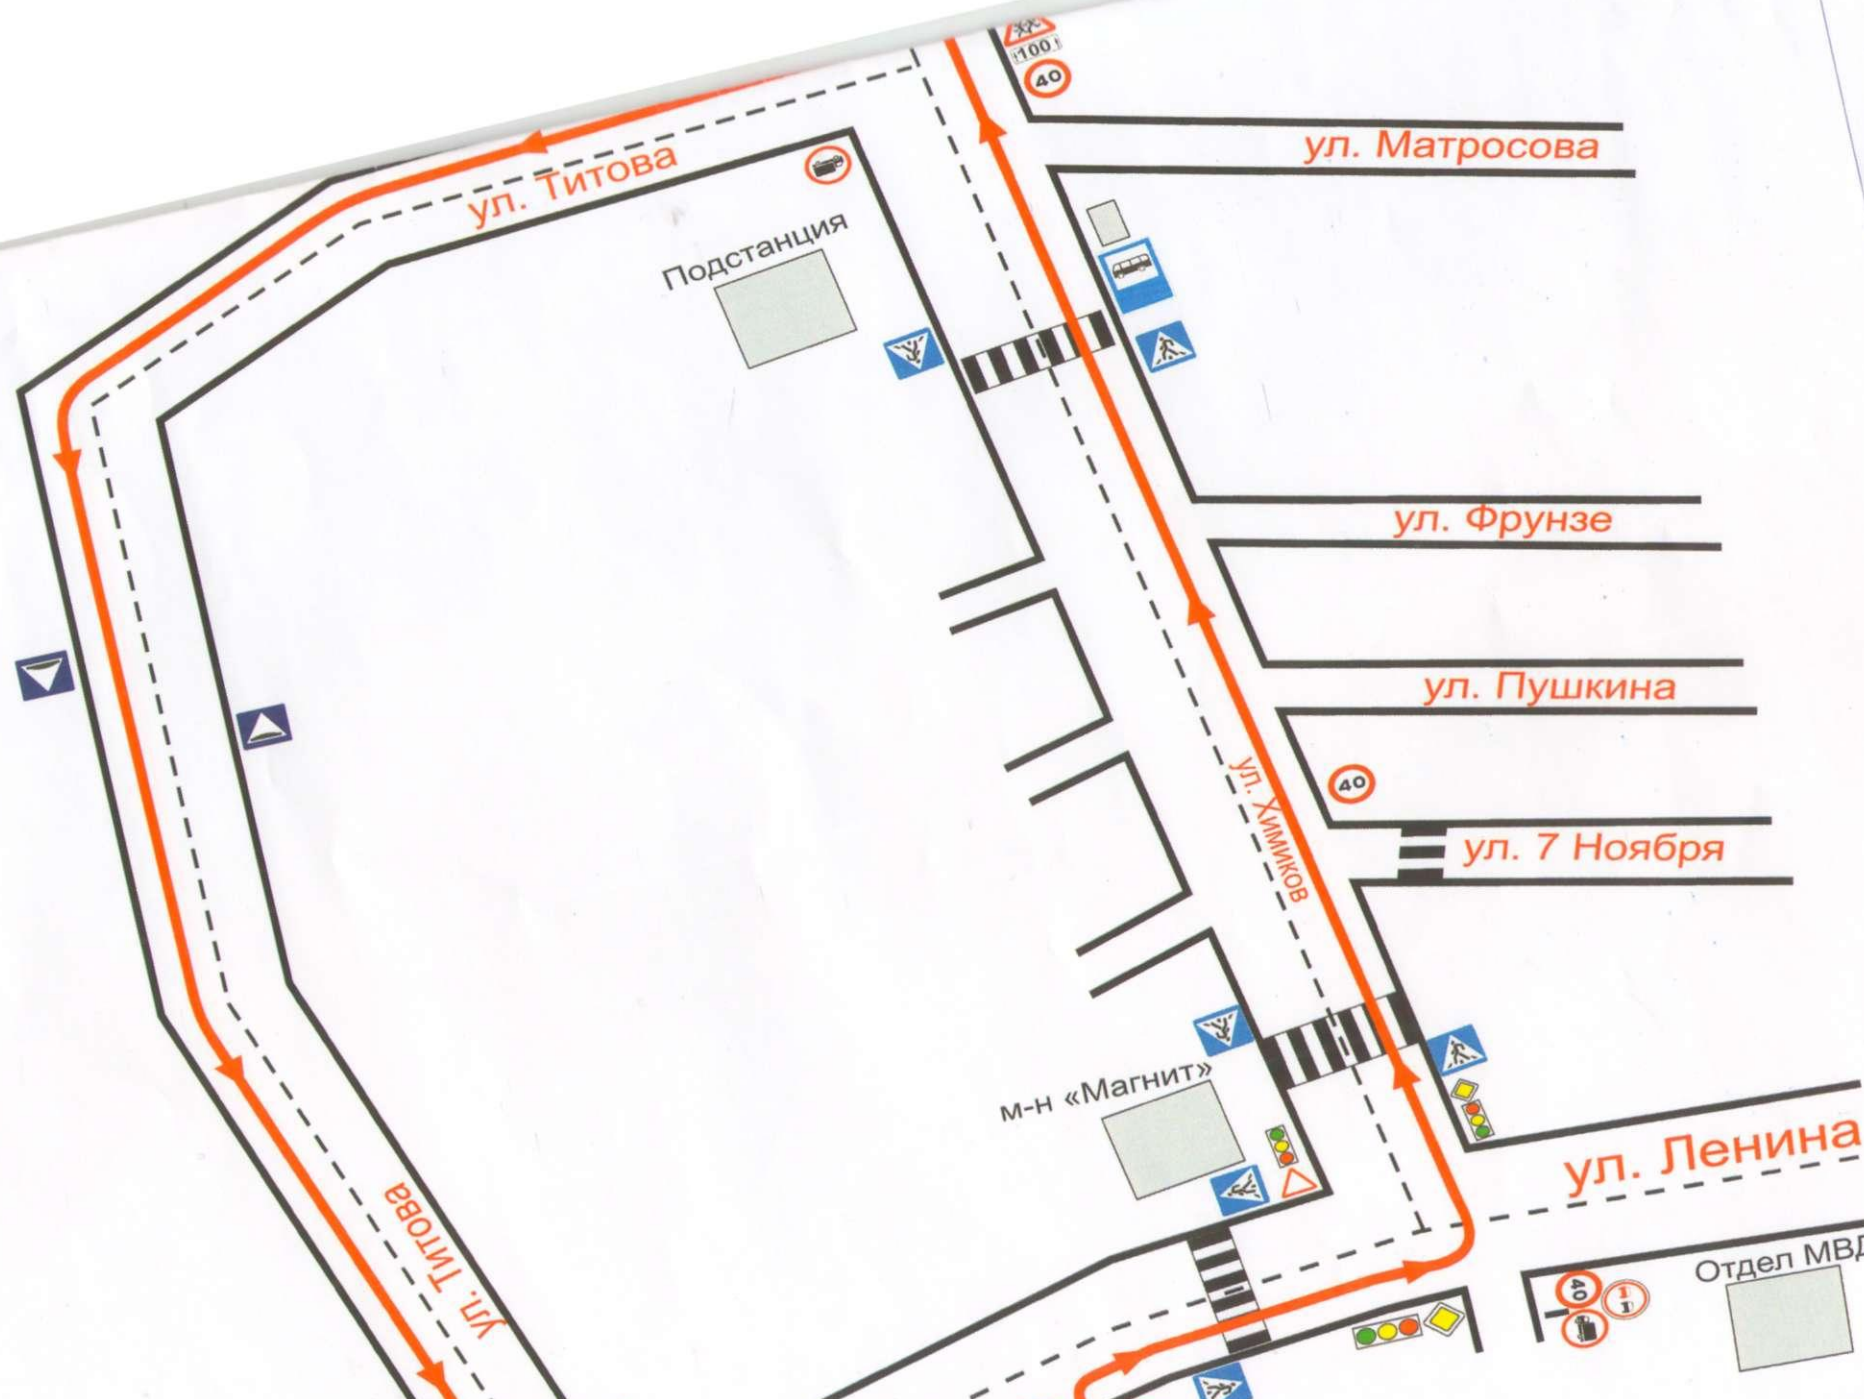 100
40
ул. Матросова
ул. Титова
Подстанция
ул. Фрунзе
ул. Пушкина
40
ул. Химиков
ул. 7 Ноября
м-н «Магнит»
ул. Ленина
ул. Титова
Отдел МВД
40